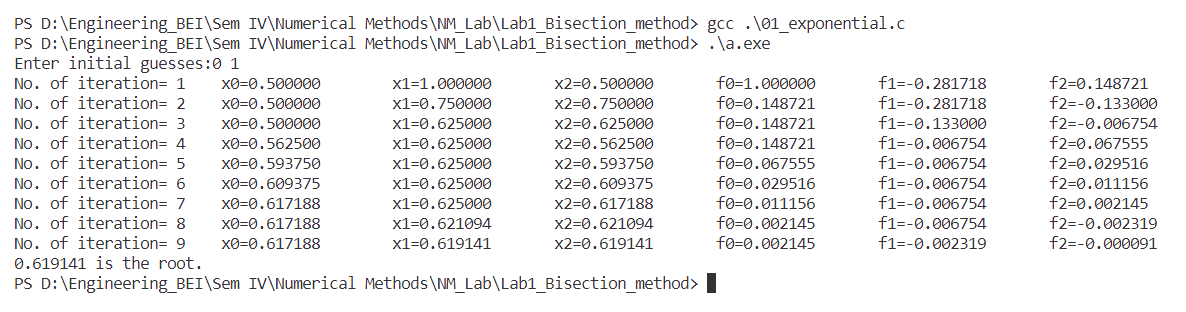 PS D:\Engineering_BEI\Sem IV\Numerical Methods\NM_Lab\Lab1_Bisection_method> gcc .\01_exponential.c
PS D:\Engineering_BEI\Sem IV\Numerical Methods\NM_Lab\Lab1_Bisection_method> .\a.exe
Enter initial guesses:0 1
No. of iteration= 1 x0=0.500000 x1=1.000000 x2=0.500000 f0=1.000000 f1=-0.281718 f2=0.148721
No. of iteration= 2 x0=0.500000 x1=0.750000 x2=0.750000 f0=0.148721 f1=-0.281718 f2=-0.133000
No. of iteration= 3 x0=0.500000 x1=0.625000 x2=0.625000 f0=0.148721 f1=-0.133000 f2=-0.006754
No. of iteration= 4 x0=0.562500 x1=0.625000 x2=0.562500 f0=0.148721 f1=-0.006754 f2=0.067555
No. of iteration= 5 x0=0.593750 x1=0.625000 x2=0.593750 f0=0.067555 f1=-0.006754 f2=0.029516
No. of iteration= 6 x0=0.609375 x1=0.625000 x2=0.609375 f0=0.029516 f1=-0.006754 f2=0.011156
No. of iteration= 7 x0=0.617188 x1=0.625000 x2=0.617188 f0=0.011156 f1=-0.006754 f2=0.002145
No. of iteration= 8 x0=0.617188 x1=0.621094 x2=0.621094 f0=0.002145 f1=-0.006754 f2=-0.002319
No. of iteration= 9 x0=0.617188 x1=0.619141 x2=0.619141 f0=0.002145 f1=-0.002319 f2=-0.000091
0.619141 is the root.
PS D:\Engineering_BEI\Sem IV\Numerical Methods\NM_Lab\Lab1_Bisection_method>